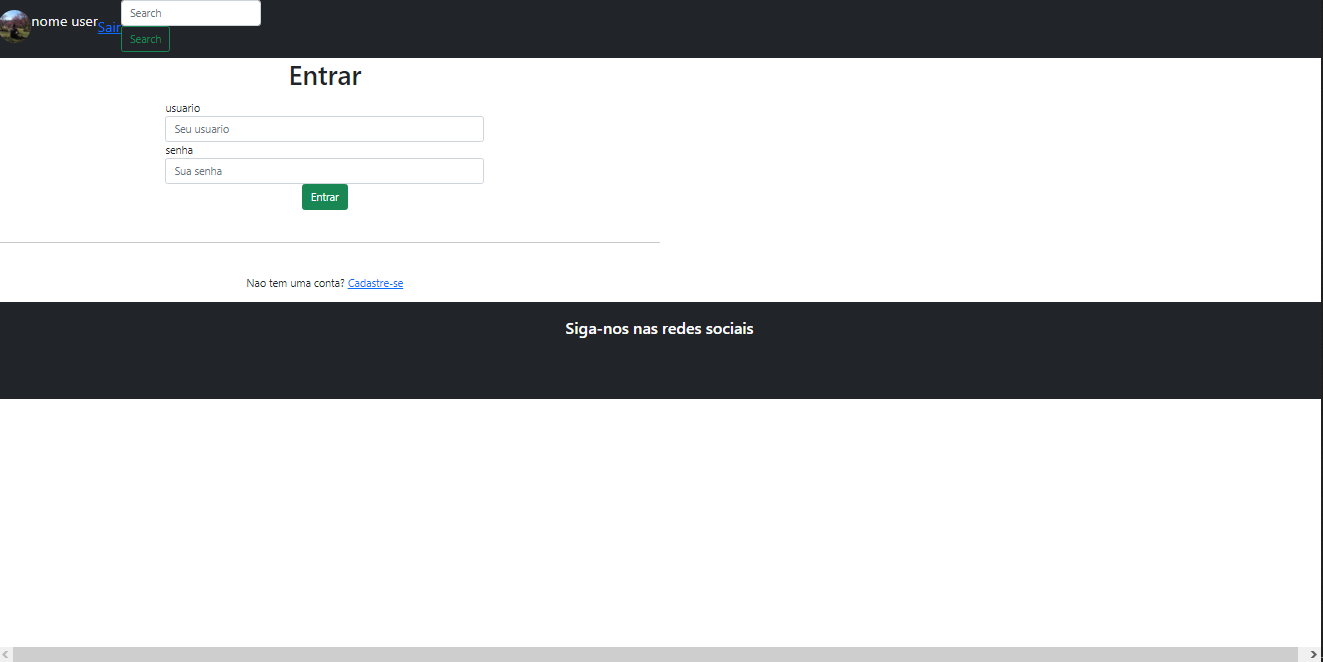 nome user Sair
Search
Search
Entrar
usuario
Seu usuario
senha
Sua senha
Entrar
Nao tem uma conta? Cadastre-se
Siga-nos nas redes sociais